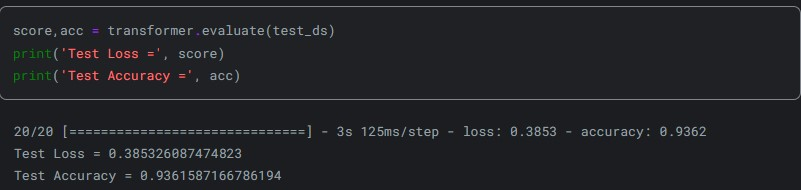 score,acc = transformer.evaluate(test_ds)
print('Test Loss =', score)
print('Test Accuracy =', acc)
20/20 [==============================] - 3s 125ms/step - loss: 0.3853 - accuracy: 0.9362
Test Loss = 0.385326087474823
Test Accuracy = 0.9361587166786194